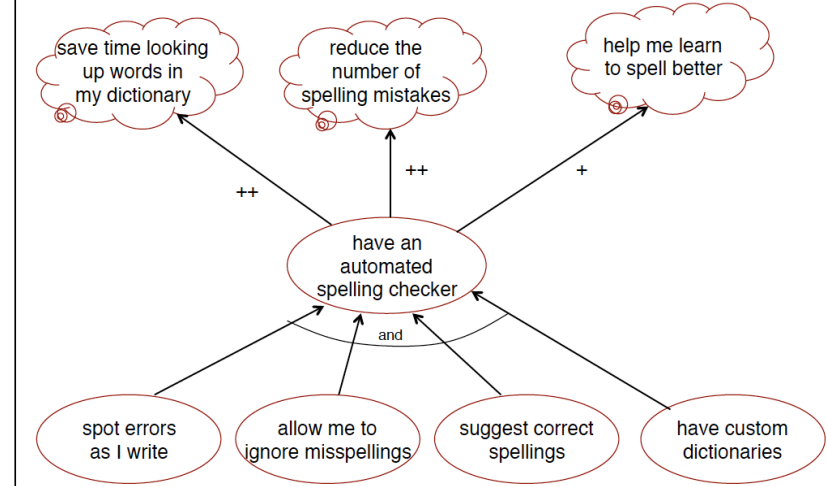 save time looking
up words in
my dictionary
reduce the
number of
spelling mistakes
help me learn
to spell better
++
++
+
have an
automated
spelling checker
and
spot errors
as I write
allow me to
ignore misspellings
suggest correct
spellings
have custom
dictionaries